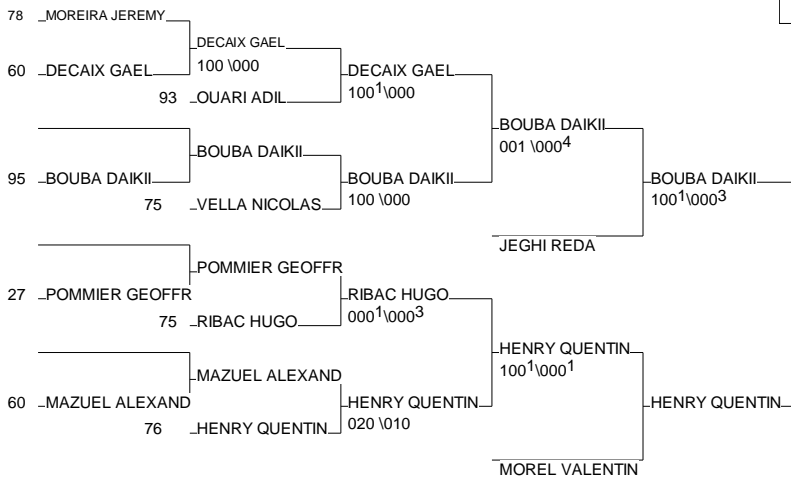 78 MOREIRA JEREMY
DECAIX GAEL
100 \000
60 DECAIX GAEL
DECAIX GAEL
100¹\000
93 OUARI ADIL
BOUBA DAIKII
001 \000⁴
BOUBA DAIKII
95 BOUBA DAIKII
BOUBA DAIKII
100 \000
75 VELLA NICOLAS
BOUBA DAIKII
100¹\000³
JEGHI REDA
POMMIER GEOFFR
27 POMMIER GEOFFR
RIBAC HUGO
000¹\000³
75 RIBAC HUGO
HENRY QUENTIN
100¹\000¹
MAZUEL ALEXAND
60 MAZUEL ALEXAND
HENRY QUENTIN
020 \010
76 HENRY QUENTIN
HENRY QUENTIN
MOREL VALENTIN